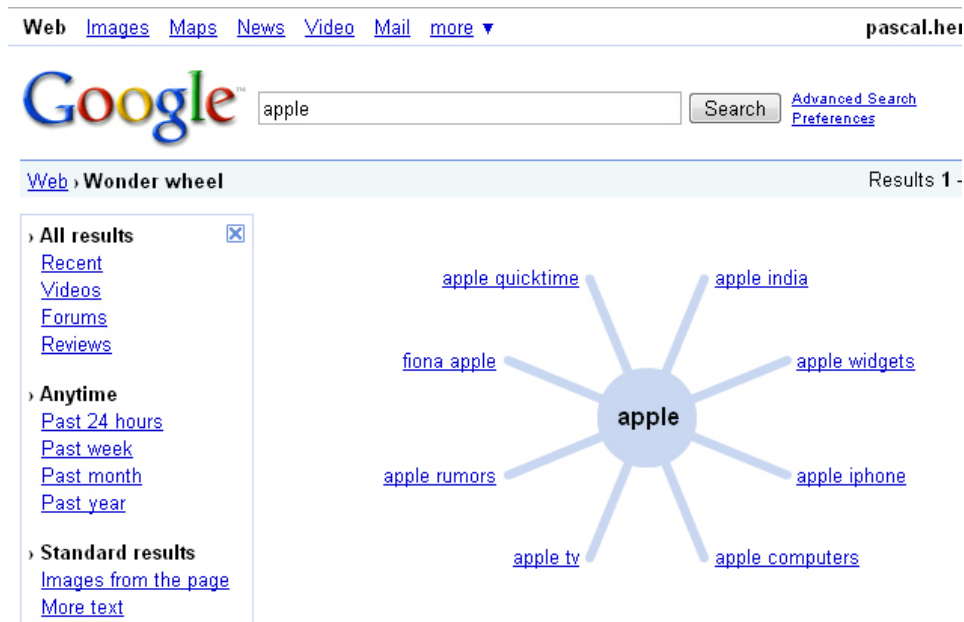 Web Images Maps News Video Mail more ▼ pascal.her
Google™ apple Search Advanced Search
Preferences
Web › Wonder wheel Results 1 -
› All results
Recent
Videos
Forums
Reviews
› Anytime
Past 24 hours
Past week
Past month
Past year
› Standard results
Images from the page
More text
apple quicktime apple india
fiona apple apple widgets
apple
apple rumors apple iphone
apple tv apple computers